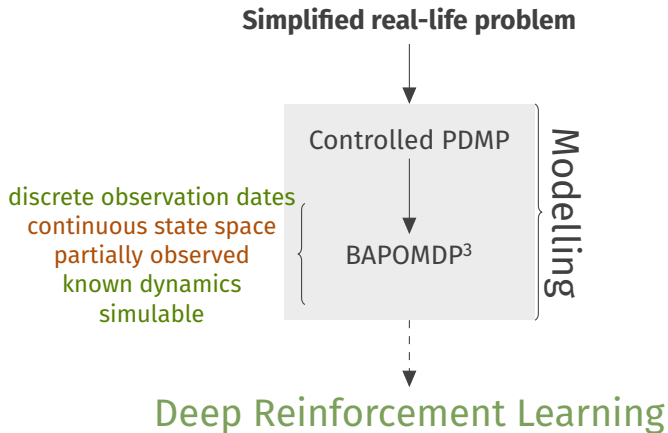 Simplified real-life problem
Controlled PDMP
Modelling
discrete observation dates
continuous state space
partially observed
known dynamics
simulable
BAPOMDP³
Deep Reinforcement Learning